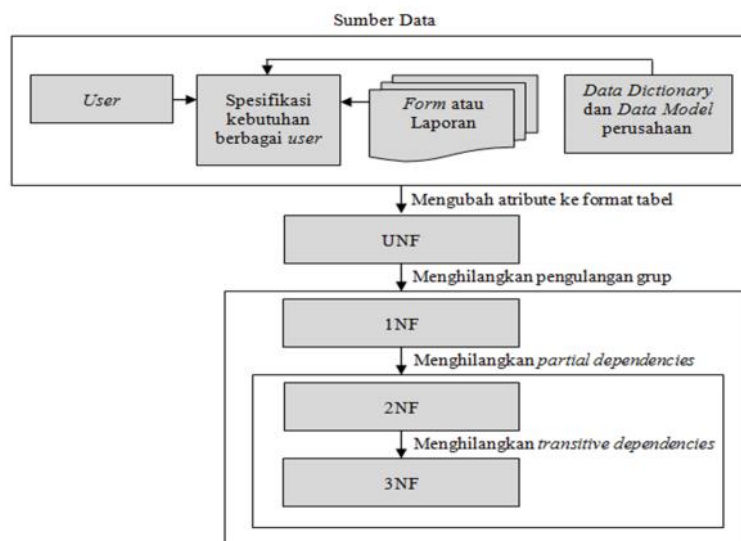 Sumber Data
User
Spesifikasi
kebutuhan
berbagai user
Form atau
Laporan
Data Dictionary
dan Data Model
perusahaan
Mengubah atribute ke format tabel
UNF
Menghilangkan pengulangan grup
1NF
Menghilangkan partial dependencies
2NF
Menghilangkan transitive dependencies
3NF